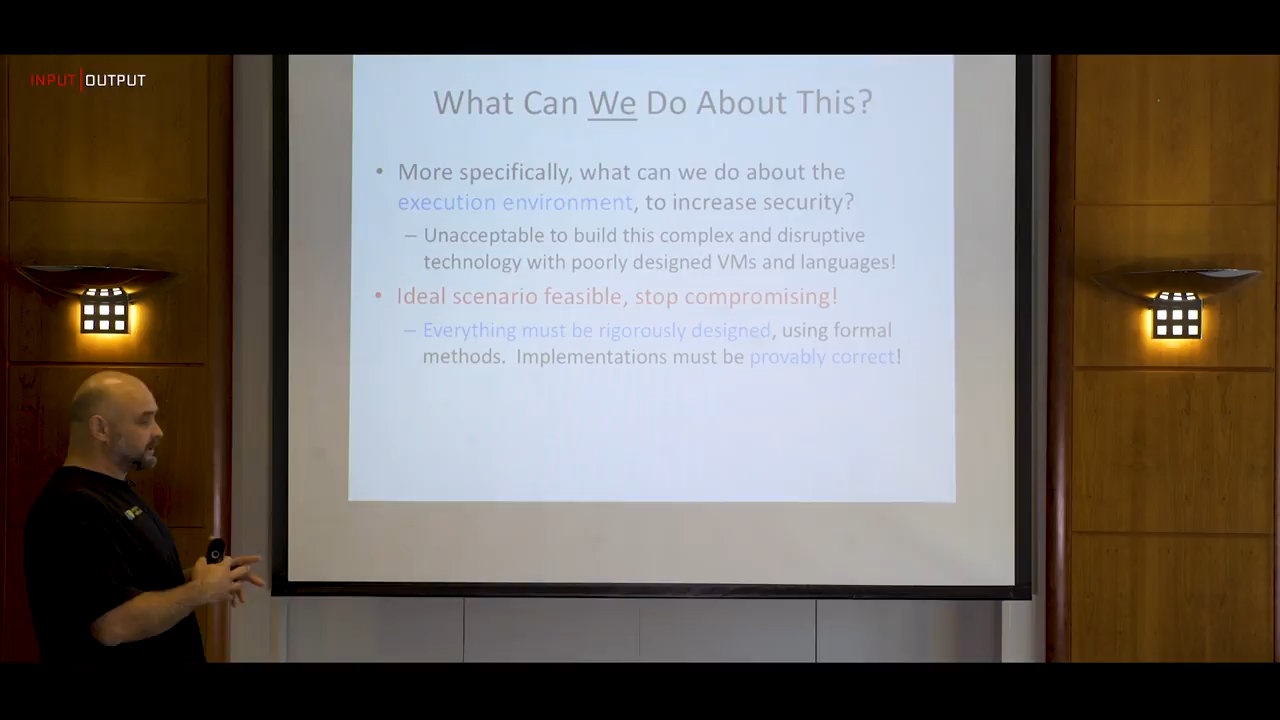 INPUT|OUTPUT
What Can We Do About This?
• More specifically, what can we do about the
execution environment, to increase security?
– Unacceptable to build this complex and disruptive
technology with poorly designed VMs and languages!
• Ideal scenario feasible, stop compromising!
– Everything must be rigorously designed, using formal
methods. Implementations must be provably correct!